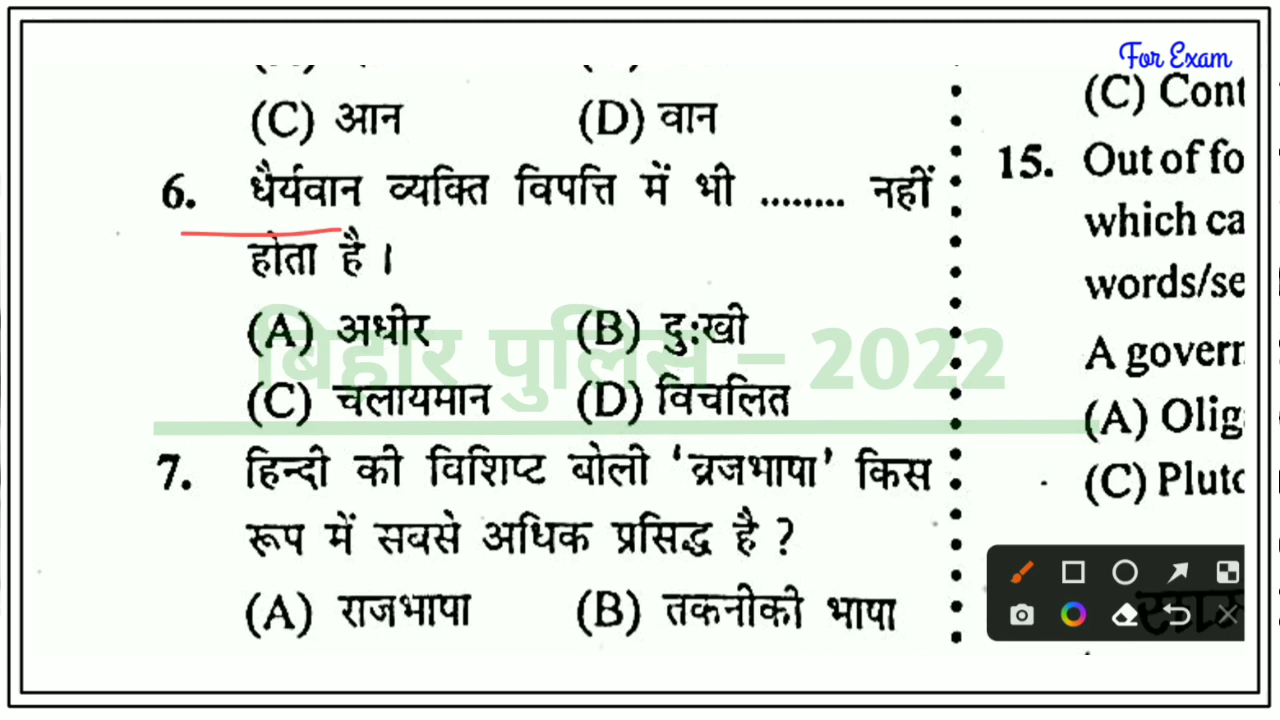 For Exam
(C) आन (D) वान
6. धैर्यवान व्यक्ति विपत्ति में भी ........ नहीं
होता है ।
(A) अधीर (B) दुःखी
(C) चलायमान (D) विचलित
बिहार पुलिस – 2022
7. हिन्दी की विशिष्ट बोली ‘ब्रजभाषा’ किस
रूप में सबसे अधिक प्रसिद्ध है ?
(A) राजभाषा (B) तकनीकी भाषा
(C) Cont
15. Out of fo
which ca
words/se
A govern
(A) Olig
(C) Pluto